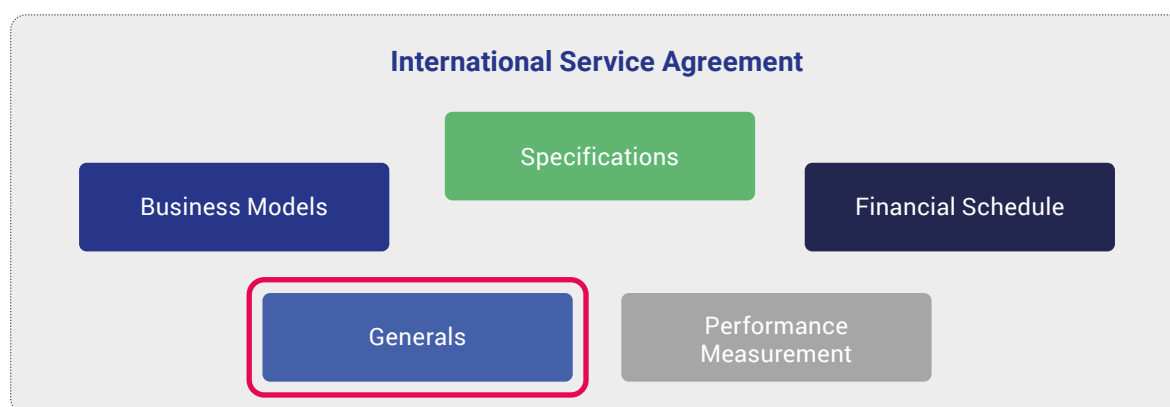 International Service Agreement
Specifications
Business Models
Financial Schedule
Generals
Performance
Measurement